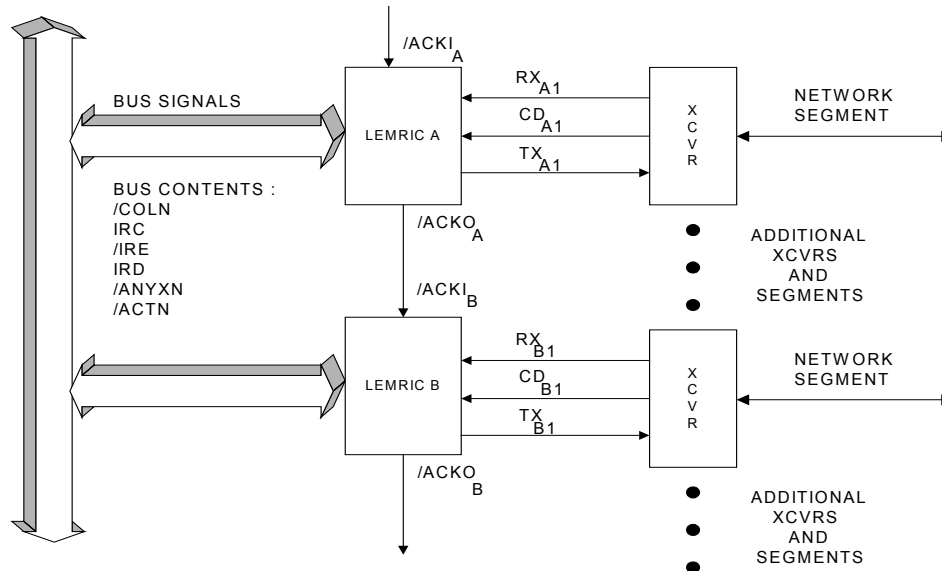 /ACKI A
BUS SIGNALS
LEMRIC A
RX A1
CD A1
TX A1
XCVR
NETWORK
SEGMENT
BUS CONTENTS :
/COLN
IRC
/IRE
IRD
/ANYXN
/ACTN
/ACKO A
ADDITIONAL
XCVRS
AND
SEGMENTS
/ACKI B
LEMRIC B
RX B1
CD B1
TX B1
XCVR
NETWORK
SEGMENT
/ACKO B
ADDITIONAL
XCVRS
AND
SEGMENTS